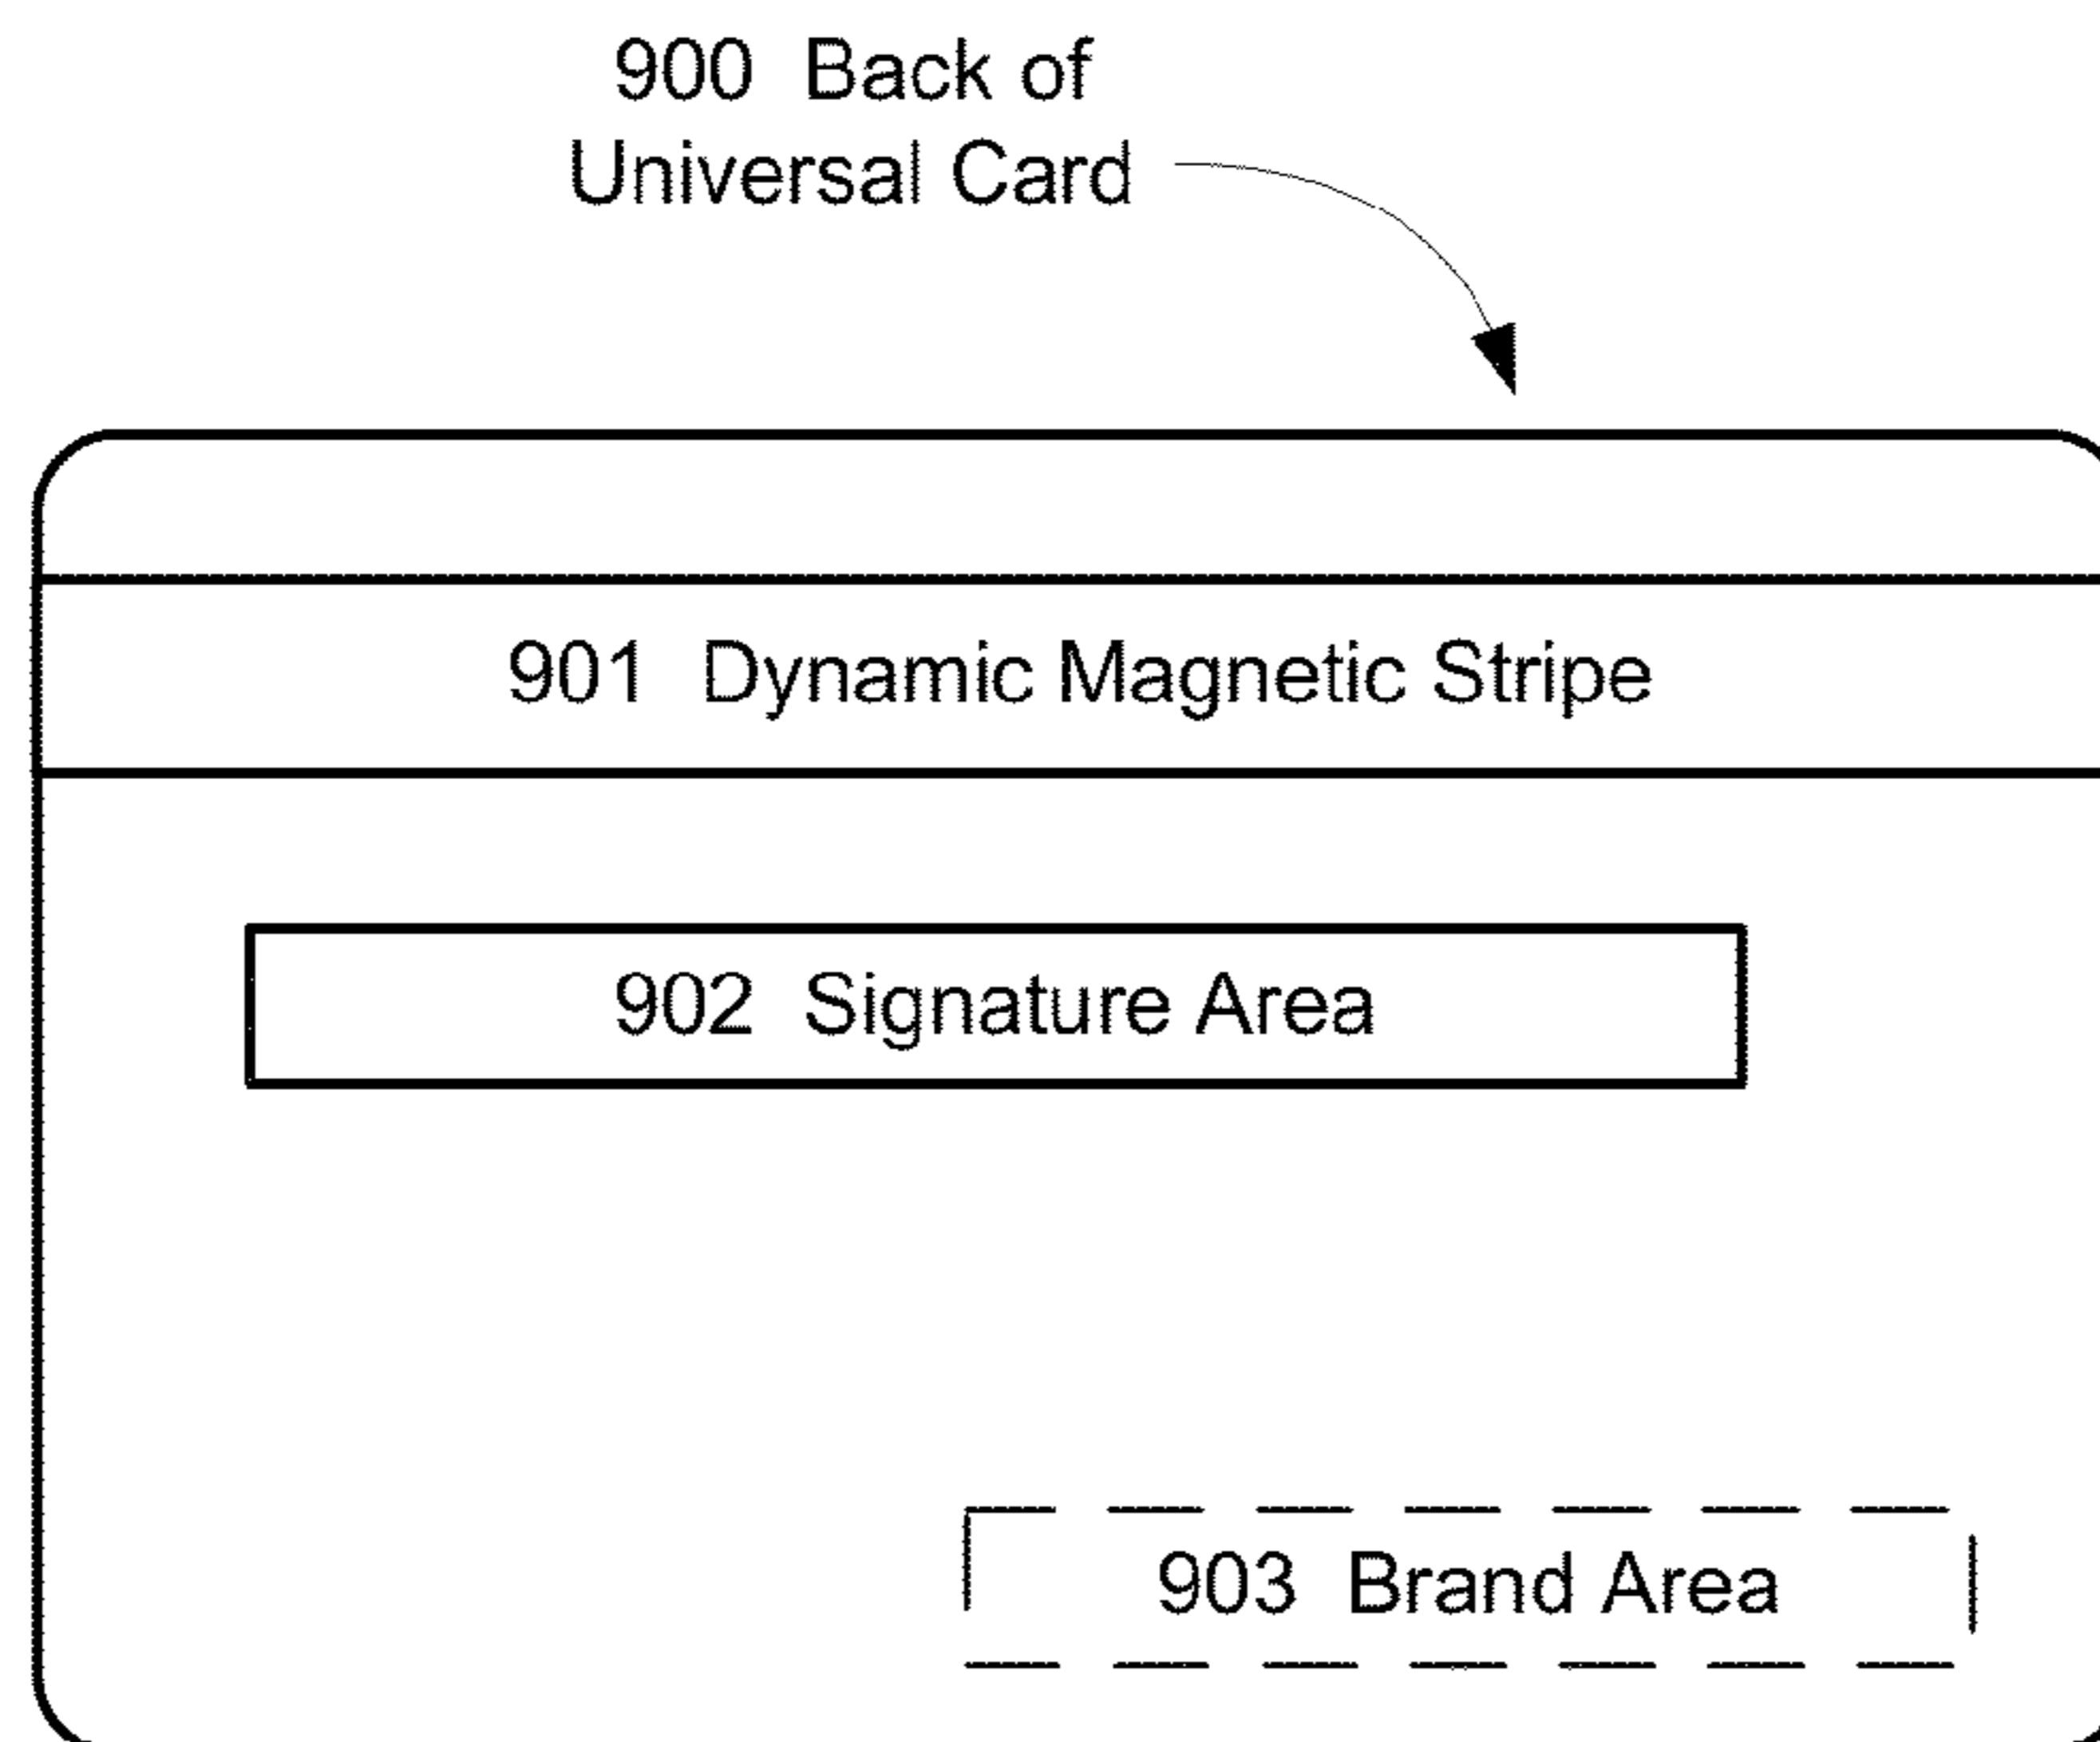 900 Back of
Universal Card
901 Dynamic Magnetic Stripe
902 Signature Area
903 Brand Area